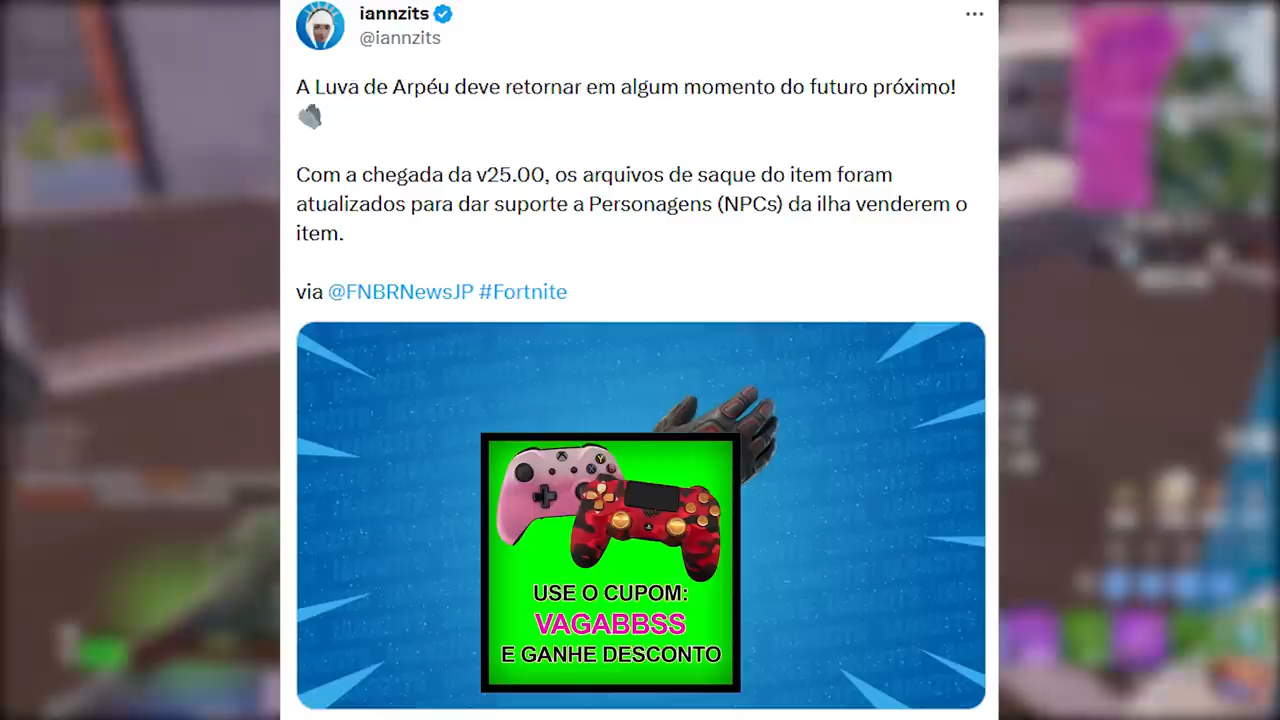 iannzits
@iannzits
A Luva de Arpéu deve retornar em algum momento do futuro próximo!
Com a chegada da v25.00, os arquivos de saque do item foram
atualizados para dar suporte a Personagens (NPCs) da ilha venderem o
item.
via @FNBRNewsJP #Fortnite
USE O CUPOM:
VAGABBSS
E GANHE DESCONTO